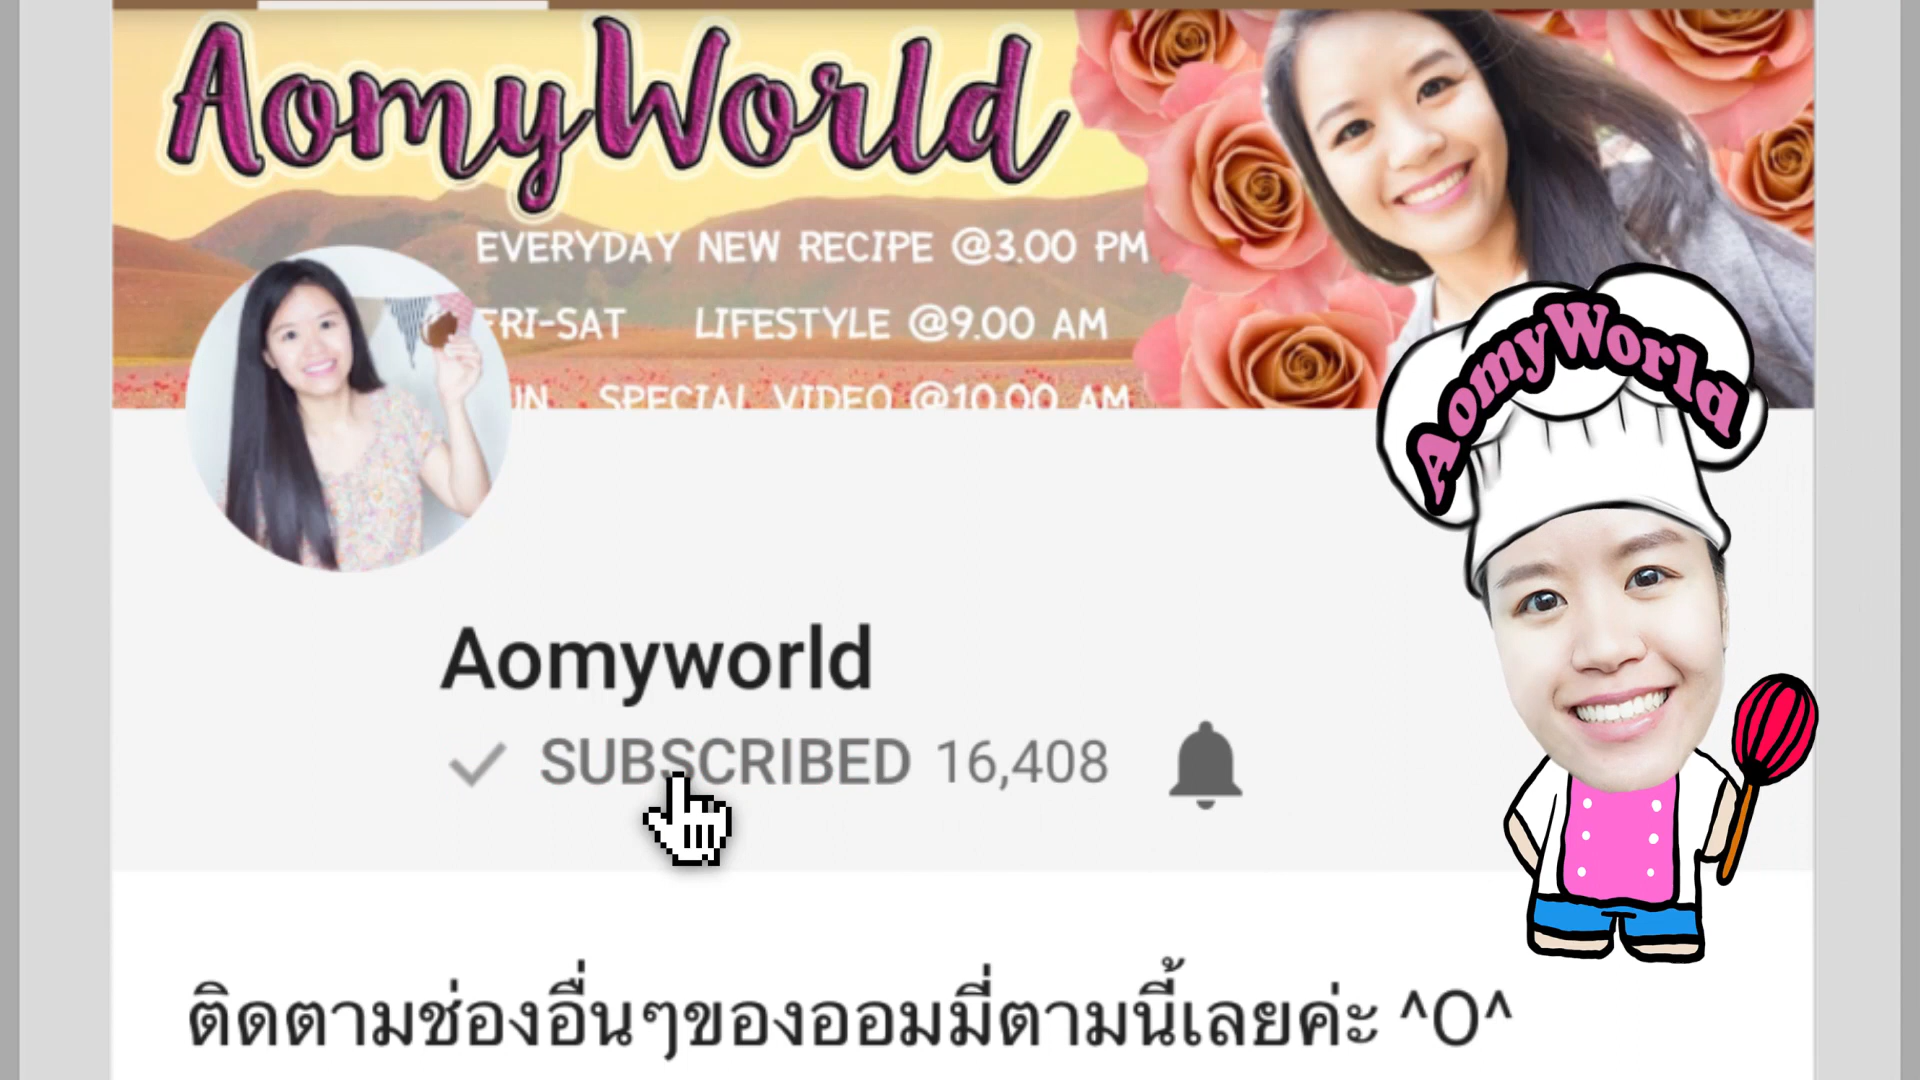 AomyWorld
EVERYDAY NEW RECIPE @3.00 PM
FRI-SAT LIFESTYLE @9.00 AM
SPECIAL VIDEO @10.00 AM
AomyWorld
Aomyworld
SUBSCRIBED 16,408
ติดตามช่องอื่นๆของออมมี่ตามนี้เลยค่ะ ^O^